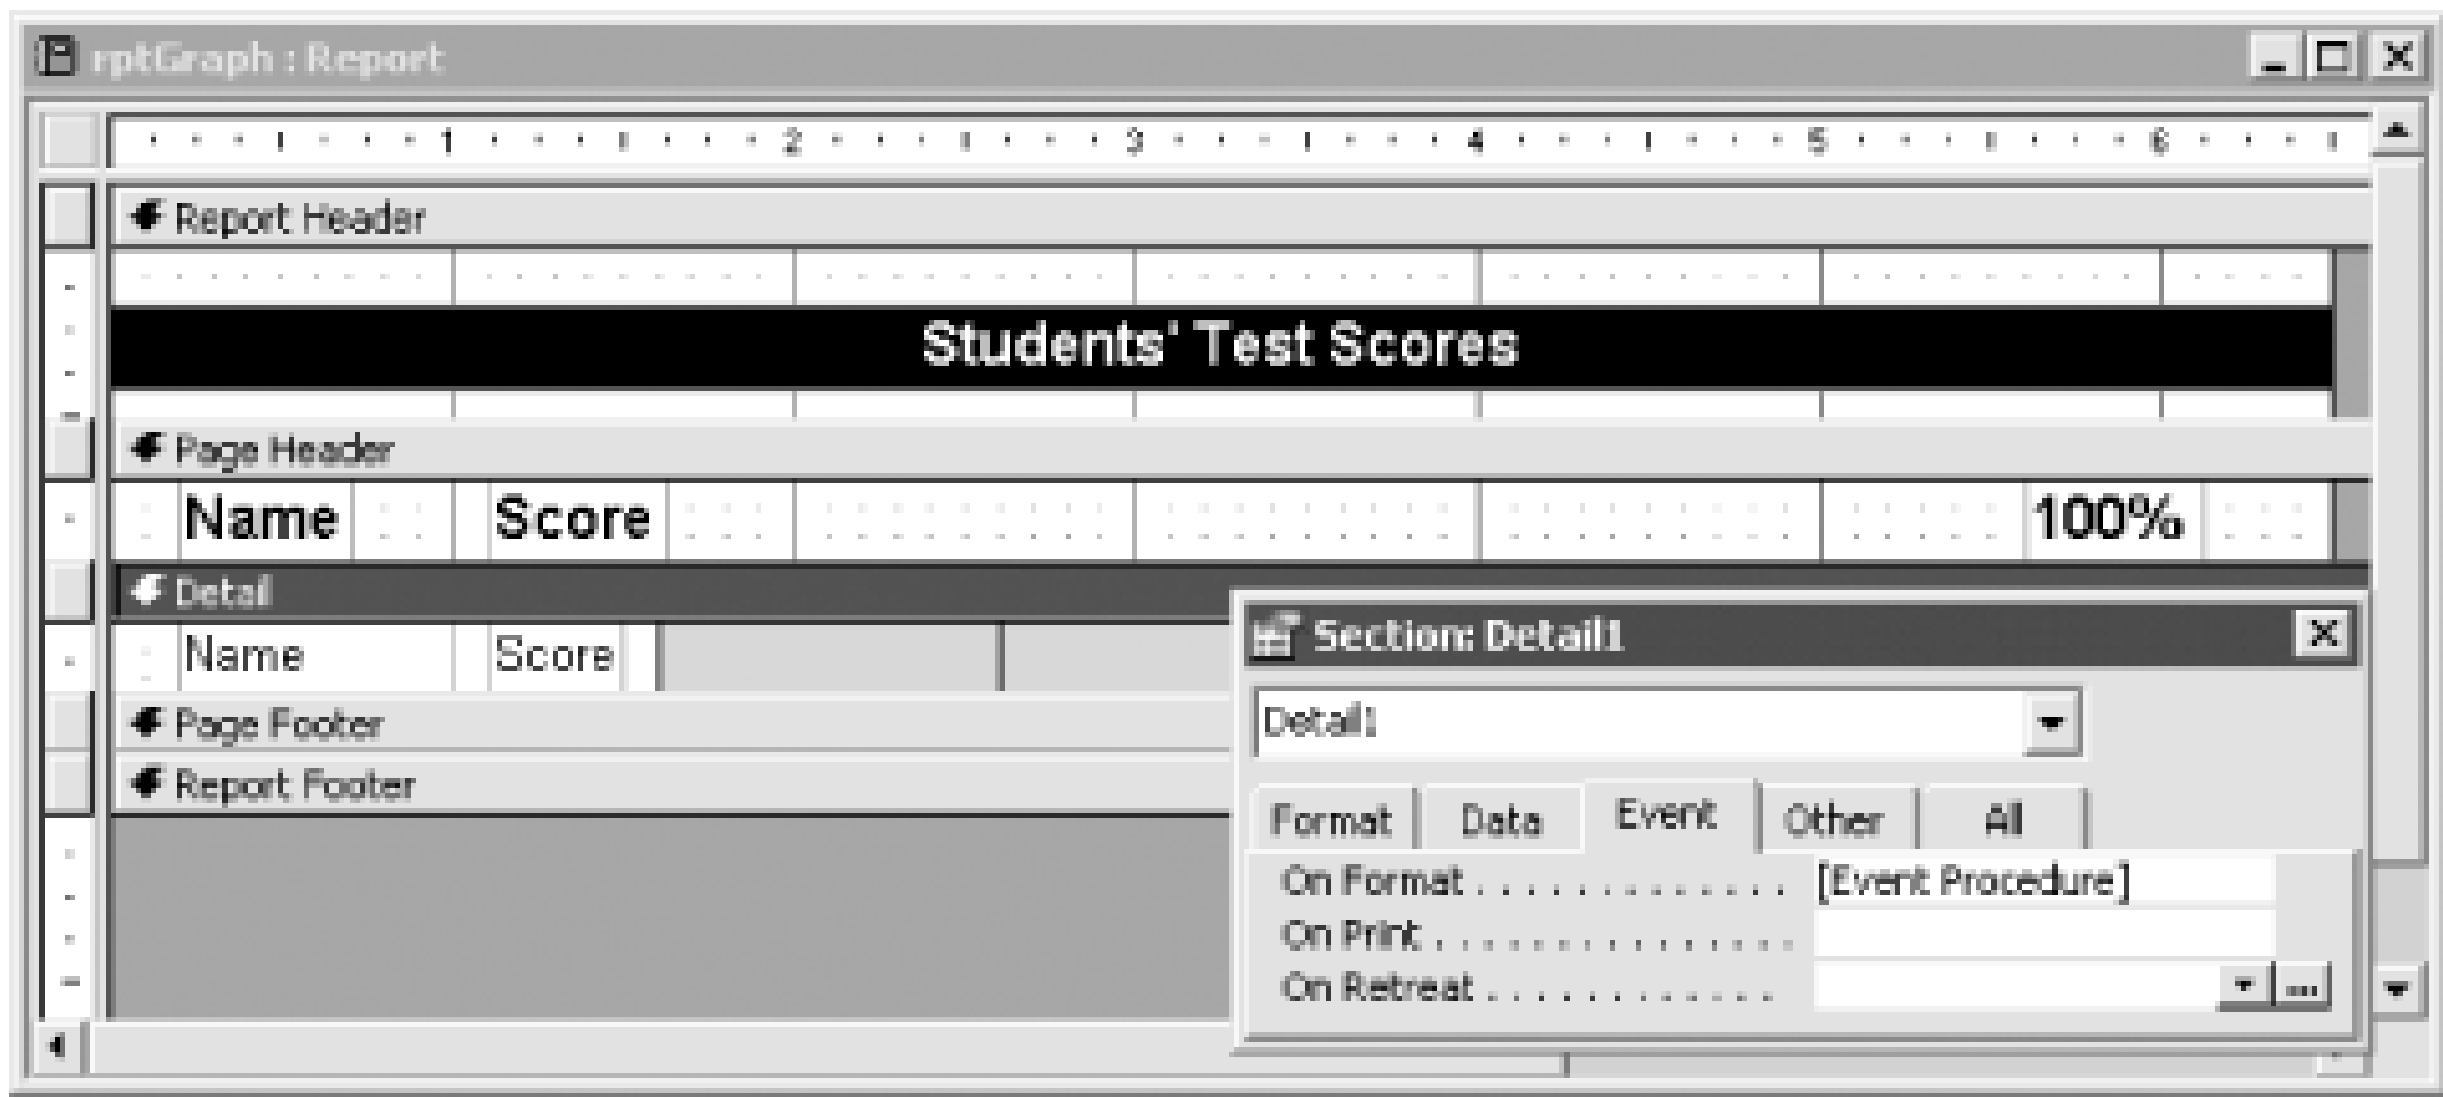 rptGraph : Report
1 2 3 4 5 6
Report Header
Students' Test Scores
Page Header
Name Score 100%
Detail
Name Score
Page Footer
Report Footer
Section: Detail1
Detail1
Format Data Event Other All
On Format . . . . . . . . . . . . . [Event Procedure]
On Print . . . . . . . . . . . . . . .
On Retreat . . . . . . . . . . . .
...